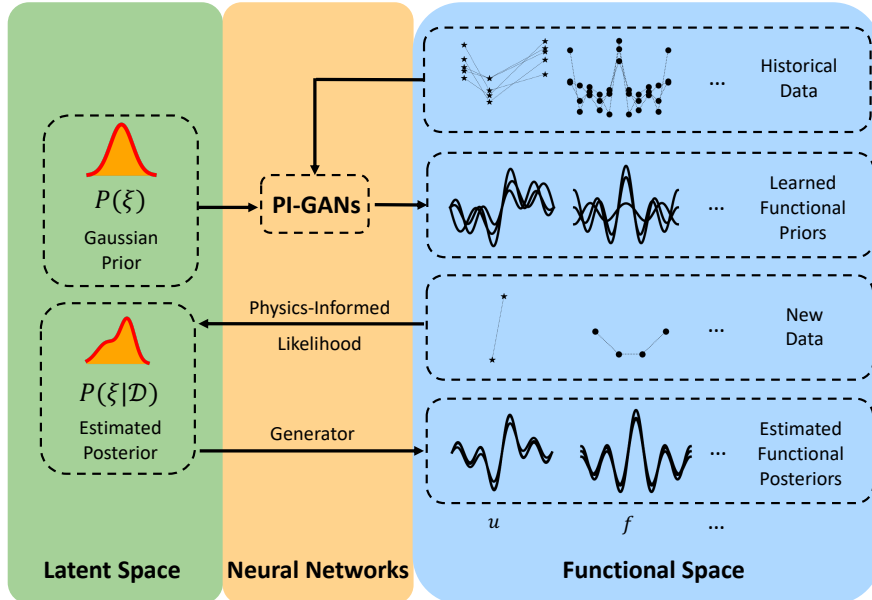 ...
Historical
Data
P(ξ)
Gaussian
Prior
PI-GANs
...
Learned
Functional
Priors
Physics-Informed
Likelihood
...
New
Data
P(ξ|𝒟)
Estimated
Posterior
Generator
...
Estimated
Functional
Posteriors
u f ...
Latent Space
Neural Networks
Functional Space